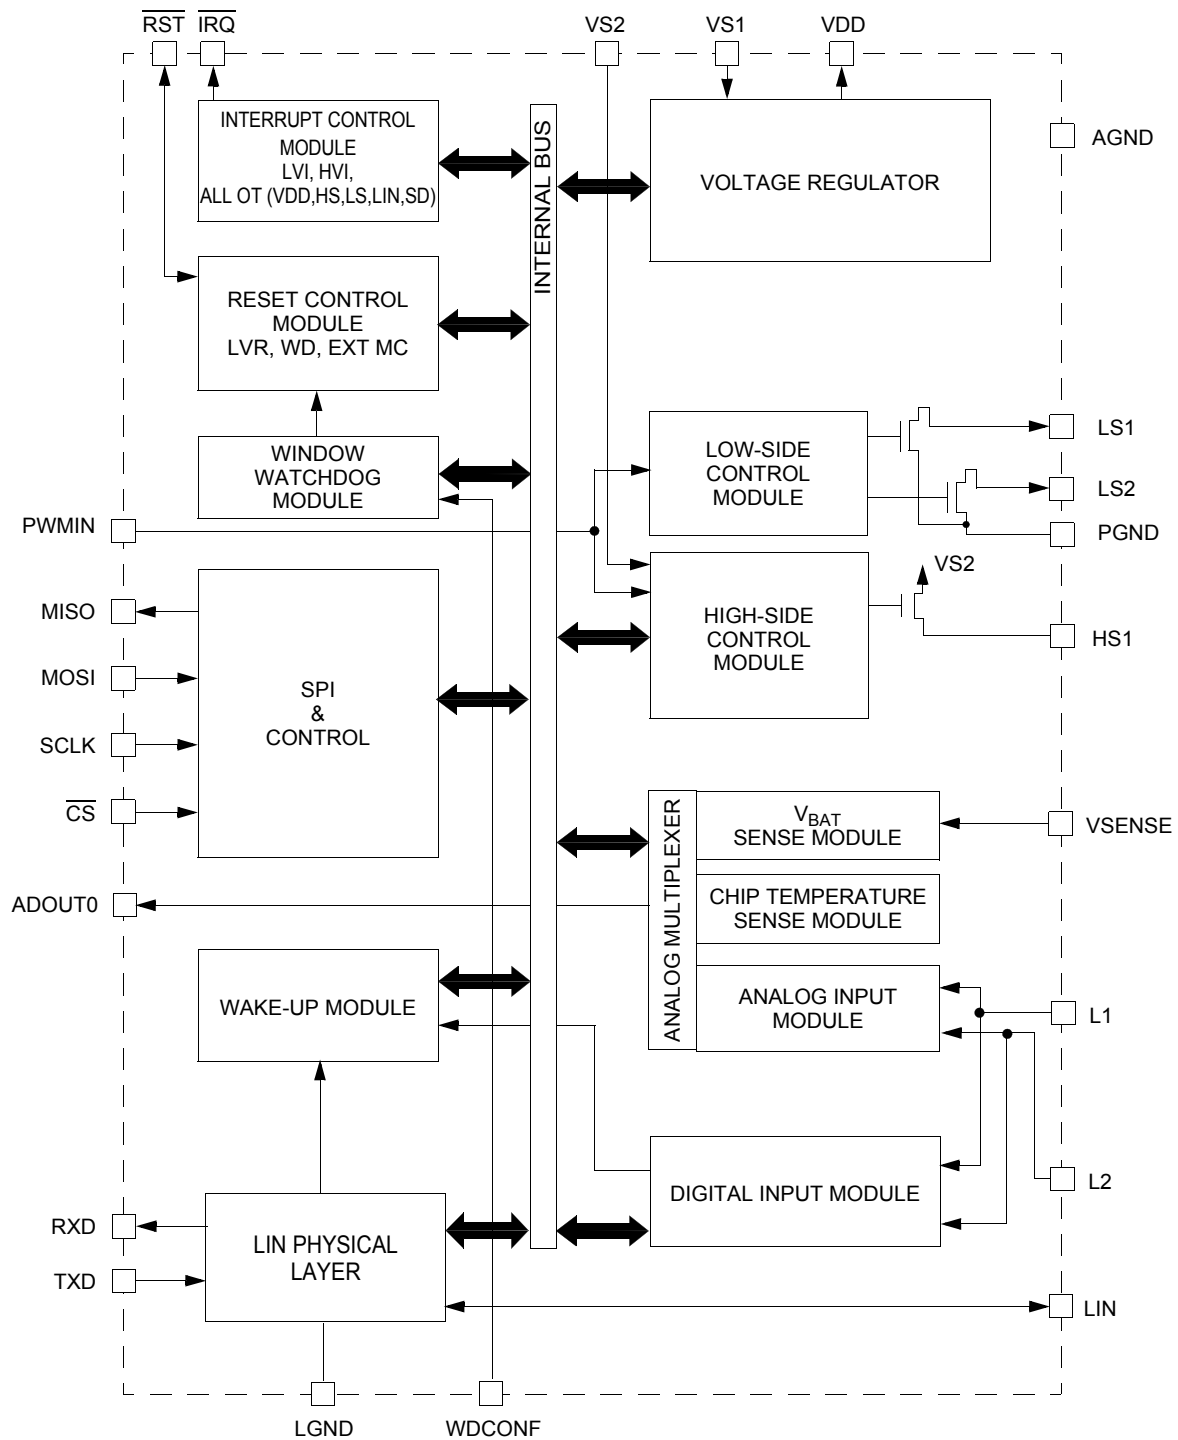 RST IRQ VS2 VS1 VDD
INTERRUPT CONTROL
MODULE
LVI, HVI,
ALL OT (VDD,HS,LS,LIN,SD)
INTERNAL BUS
VOLTAGE REGULATOR
AGND
RESET CONTROL
MODULE
LVR, WD, EXT MC
WINDOW
WATCHDOG
MODULE
LOW-SIDE
CONTROL
MODULE
LS1
LS2
PGND
PWMIN
VS2
HIGH-SIDE
CONTROL
MODULE
HS1
MISO
MOSI
SCLK
CS
SPI
&
CONTROL
ANALOG MULTIPLEXER
VBAT
SENSE MODULE
VSENSE
CHIP TEMPERATURE
SENSE MODULE
ADOUT0
ANALOG INPUT
MODULE
L1
WAKE-UP MODULE
DIGITAL INPUT MODULE
L2
RXD
TXD
LIN PHYSICAL
LAYER
LIN
LGND
WDCONF